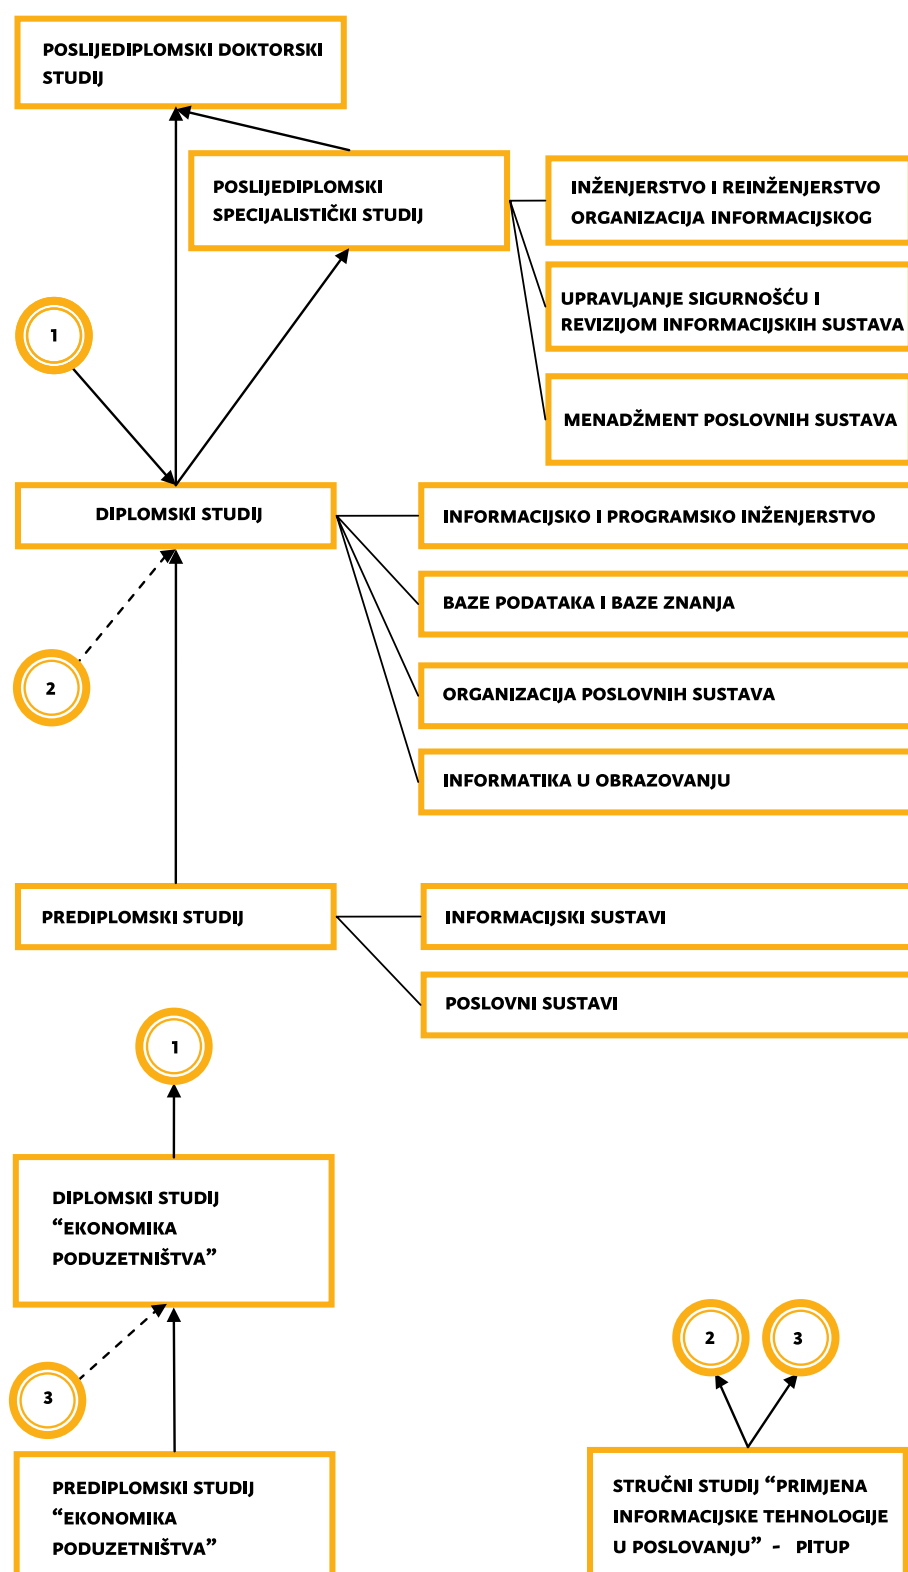 POSLIJEDIPLOMSKI DOKTORSKI
STUDIJ
POSLIJEDIPLOMSKI
SPECIJALISTIČKI STUDIJ
INŽENJERSTVO I REINŽENJERSTVO
ORGANIZACIJA INFORMACIJSKOG
UPRAVLJANJE SIGURNOŠĆU I
REVIZIJOM INFORMACIJSKIH SUSTAVA
MENADŽMENT POSLOVNIH SUSTAVA
1
DIPLOMSKI STUDIJ
INFORMACIJSKO I PROGRAMSKO INŽENJERSTVO
BAZE PODATAKA I BAZE ZNANJA
ORGANIZACIJA POSLOVNIH SUSTAVA
INFORMATIKA U OBRAZOVANJU
2
PREDIPLOMSKI STUDIJ
INFORMACIJSKI SUSTAVI
POSLOVNI SUSTAVI
1
DIPLOMSKI STUDIJ
“EKONOMIKA
PODUZETNIŠTVA”
3
PREDIPLOMSKI STUDIJ
“EKONOMIKA
PODUZETNIŠTVA”
2
3
STRUČNI STUDIJ “PRIMJENA
INFORMACIJSKE TEHNOLOGIJE
U POSLOVANJU” - PITUP